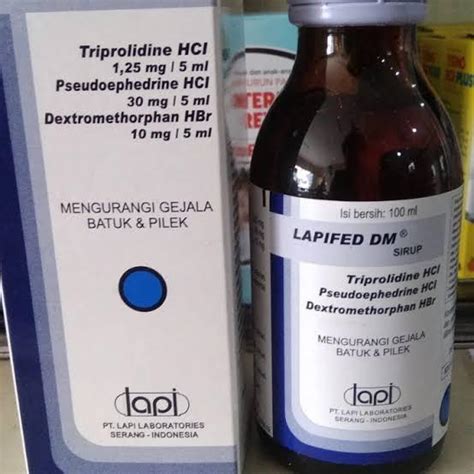 Triprolidine HCl
1,25 mg / 5 ml
Pseudoephedrine HCl
30 mg / 5 ml
Dextromethorphan HBr
10 mg / 5 ml
MENGURANGI GEJALA
BATUK & PILEK
lapi
PT. LAPI LABORATORIES
SERANG - INDONESIA
Isi bersih: 100 ml
LAPIFED DM®
SIRUP
Triprolidine HCl
Pseudoephedrine HCl
Dextromethorphan HBr
MENGURANGI GEJALA
BATUK & PILEK
lapi
PT. LAPI LABORATORIES
SERANG - INDONESIA